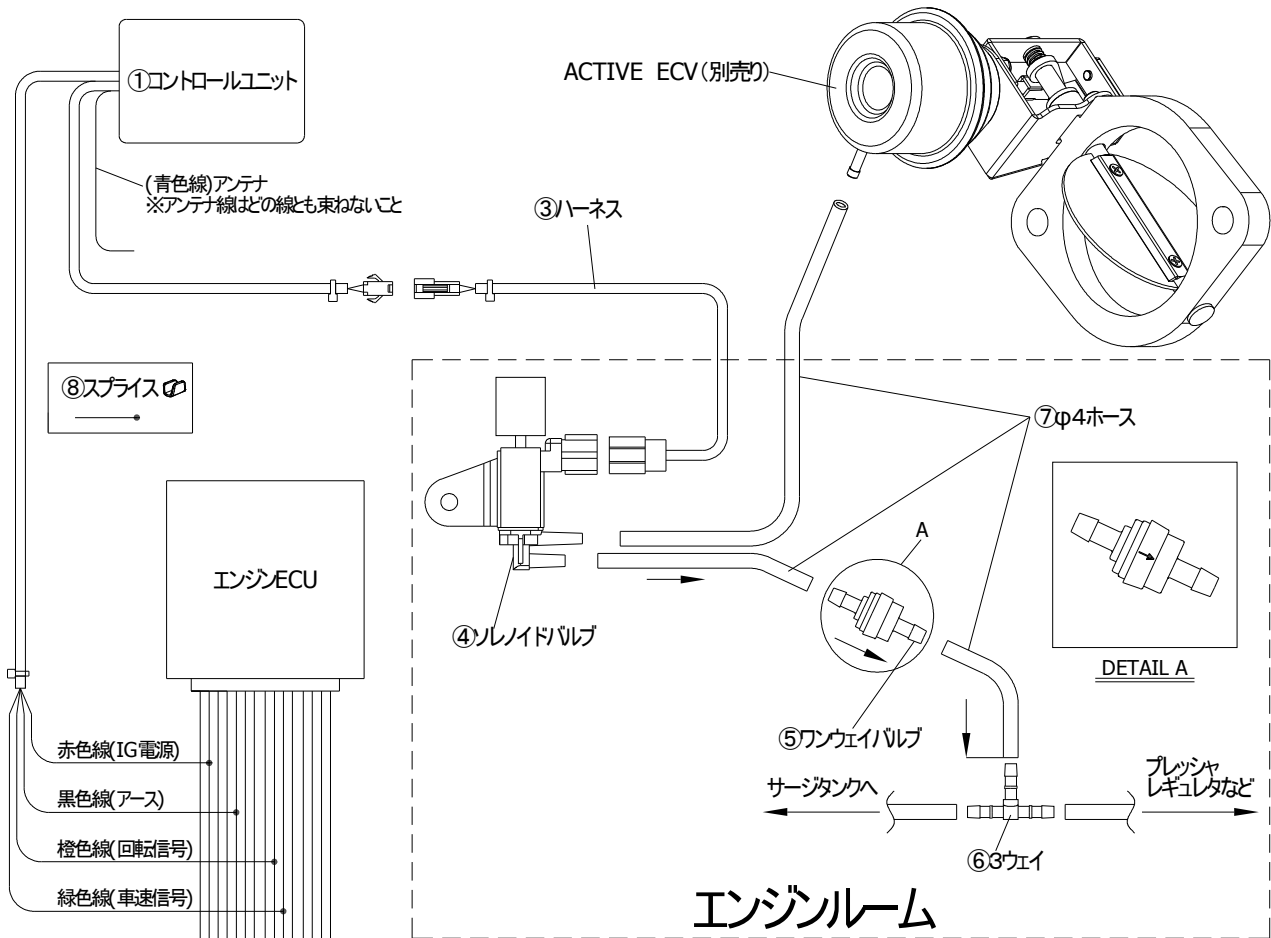 ①コントロールユニット
ACTIVE ECV(別売り)
(青色線)アンテナ
※アンテナ線はどの線とも束ねないこと
③ハーネス
⑧スプライス
⑦φ4ホース
エンジンECU
A
④ソレノイドバルブ
DETAIL A
⑤ワンウェイバルブ
赤色線(IG電源)
黒色線(アース)
橙色線(回転信号)
緑色線(車速信号)
サージタンクへ
プレッシャ
レギュレタなど
⑥3ウェイ
エンジンルーム